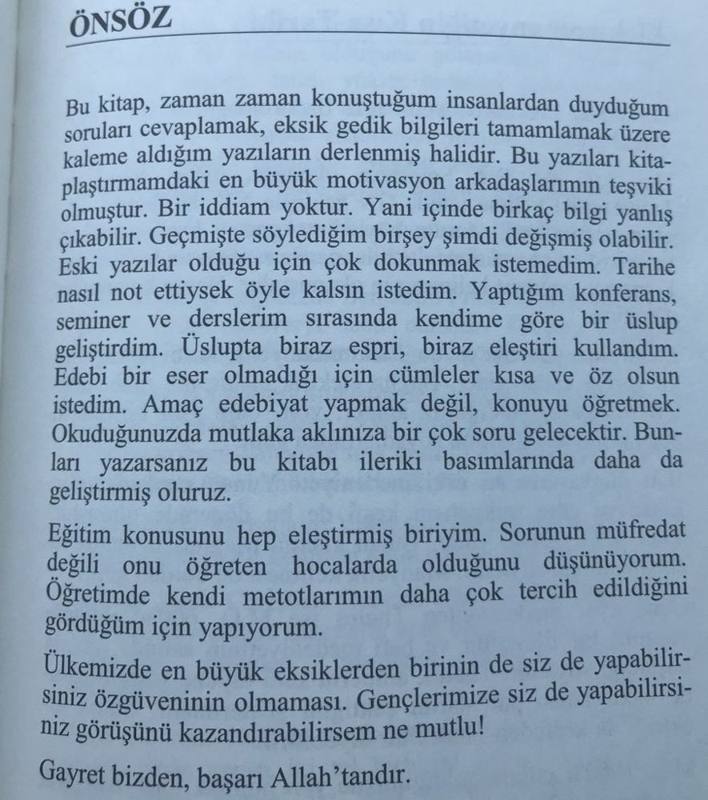 ÖNSÖZ
Bu kitap, zaman zaman konuştuğum insanlardan duyduğum
soruları cevaplamak, eksik gedik bilgileri tamamlamak üzere
kaleme aldığım yazıların derlenmiş halidir. Bu yazıları kita-
plaştırmamdaki en büyük motivasyon arkadaşlarımın teşviki
olmuştur. Bir iddiam yoktur. Yani içinde birkaç bilgi yanlış
çıkabilir. Geçmişte söylediğim birşey şimdi değişmiş olabilir.
Eski yazılar olduğu için çok dokunmak istemedim. Tarihe
nasıl not ettiysek öyle kalsın istedim. Yaptığım konferans,
seminer ve derslerim sırasında kendime göre bir üslup
geliştirdim. Üslupta biraz espri, biraz eleştiri kullandım.
Edebi bir eser olmadığı için cümleler kısa ve öz olsun
istedim. Amaç edebiyat yapmak değil, konuyu öğretmek.
Okuduğunuzda mutlaka aklınıza bir çok soru gelecektir. Bun-
ları yazarsanız bu kitabı ileriki basımlarında daha da
geliştirmiş oluruz.
Eğitim konusunu hep eleştirmiş biriyim. Sorunun müfredat
değili onu öğreten hocalarda olduğunu düşünüyorum.
Öğretimde kendi metotlarımın daha çok tercih edildiğini
gördüğüm için yapıyorum.
Ülkemizde en büyük eksiklerden birinin de siz de yapabilir-
siniz özgüveninin olmaması. Gençlerimize siz de yapabilirsi-
niz görüşünü kazandırabilirsem ne mutlu!
Gayret bizden, başarı Allah'tandır.